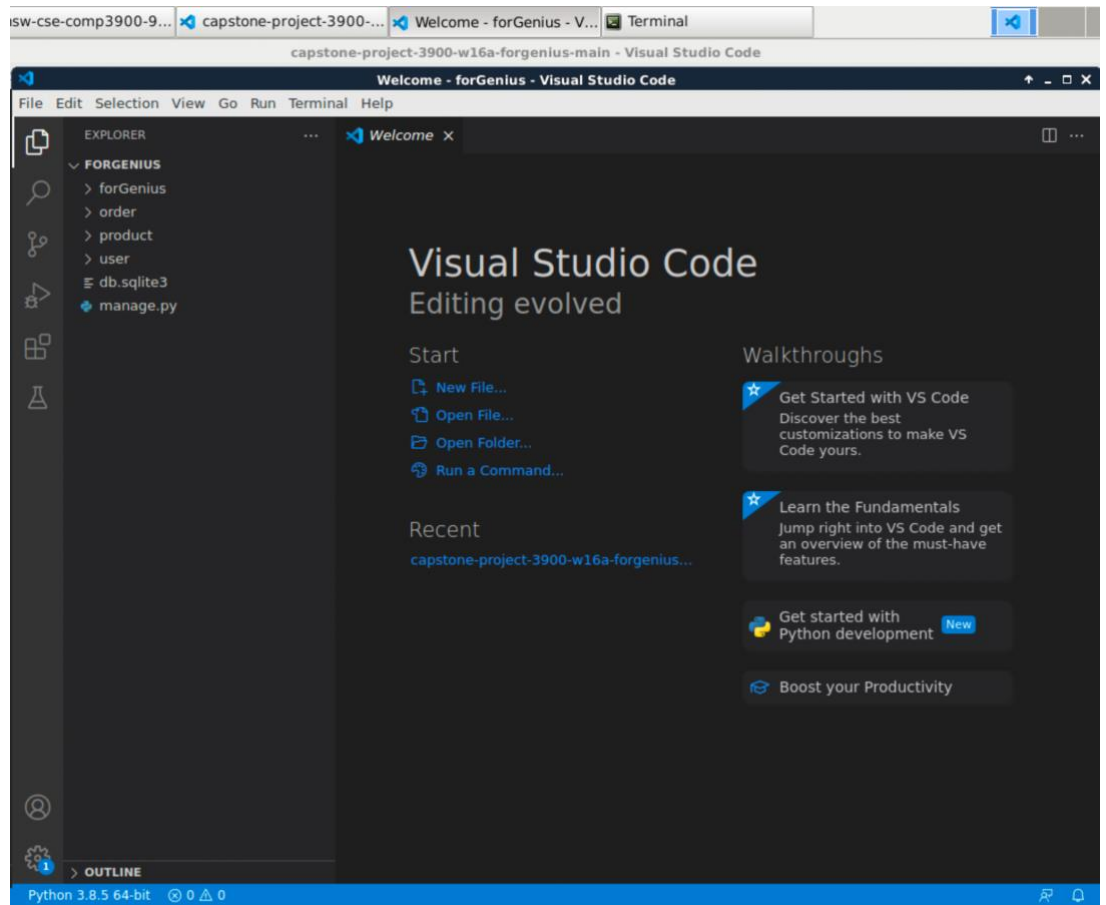 sw-cse-comp3900-9...
capstone-project-3900-...
Welcome - forGenius - V...
Terminal
capstone-project-3900-w16a-forgenius-main - Visual Studio Code
Welcome - forGenius - Visual Studio Code
File Edit Selection View Go Run Terminal Help
EXPLORER
Welcome
FORGENIUS
forGenius
order
product
user
db.sqlite3
manage.py
Visual Studio Code
Editing evolved
Start
New File...
Open File...
Open Folder...
Run a Command...
Recent
capstone-project-3900-w16a-forgenius...
Walkthroughs
Get Started with VS Code
Discover the best
customizations to make VS
Code yours.
Learn the Fundamentals
Jump right into VS Code and get
an overview of the must-have
features.
Get started with
Python development
New
Boost your Productivity
1
OUTLINE
Python 3.8.5 64-bit 0 0